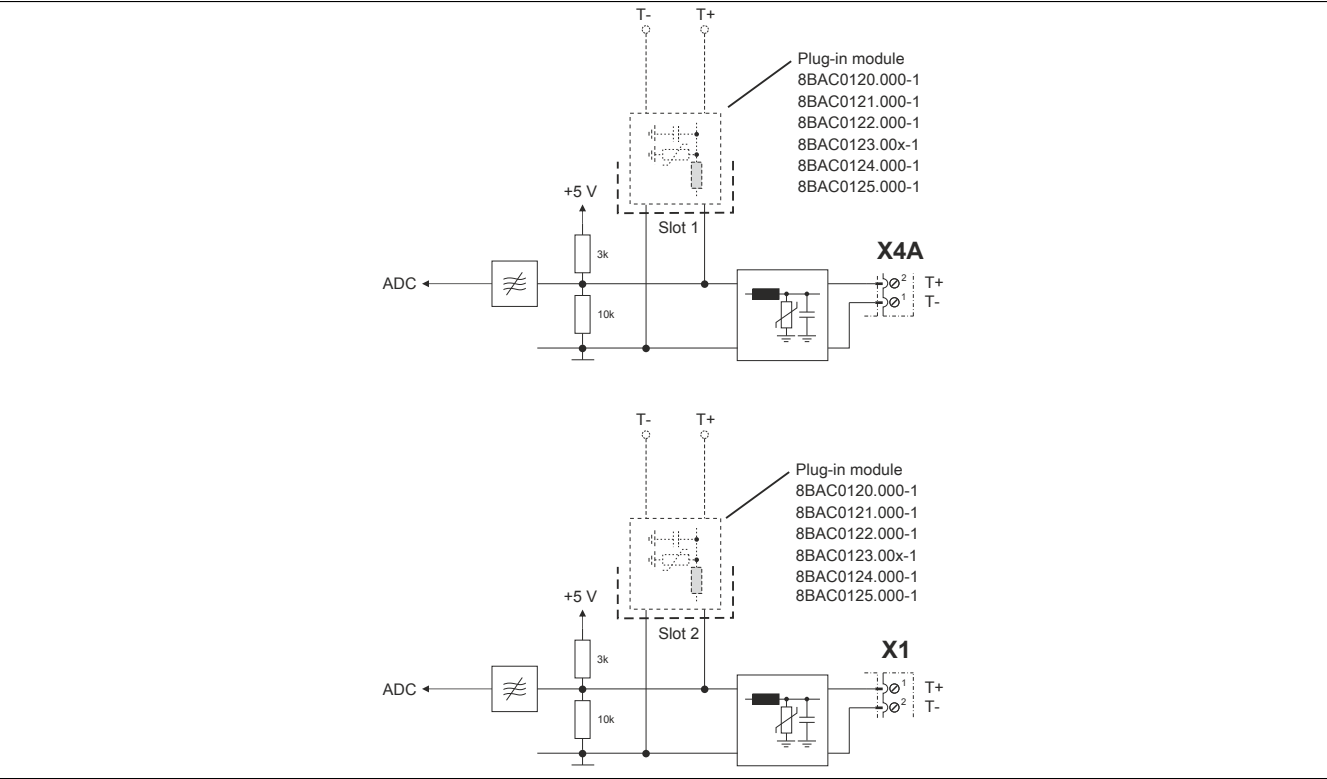 T- T+
Plug-in module
8BAC0120.000-1
8BAC0121.000-1
8BAC0122.000-1
8BAC0123.00x-1
8BAC0124.000-1
8BAC0125.000-1
+5 V
Slot 1
3k
X4A
ADC
2 T+
1 T-
10k
T- T+
Plug-in module
8BAC0120.000-1
8BAC0121.000-1
8BAC0122.000-1
8BAC0123.00x-1
8BAC0124.000-1
8BAC0125.000-1
+5 V
Slot 2
3k
X1
ADC
1 T+
2 T-
10k